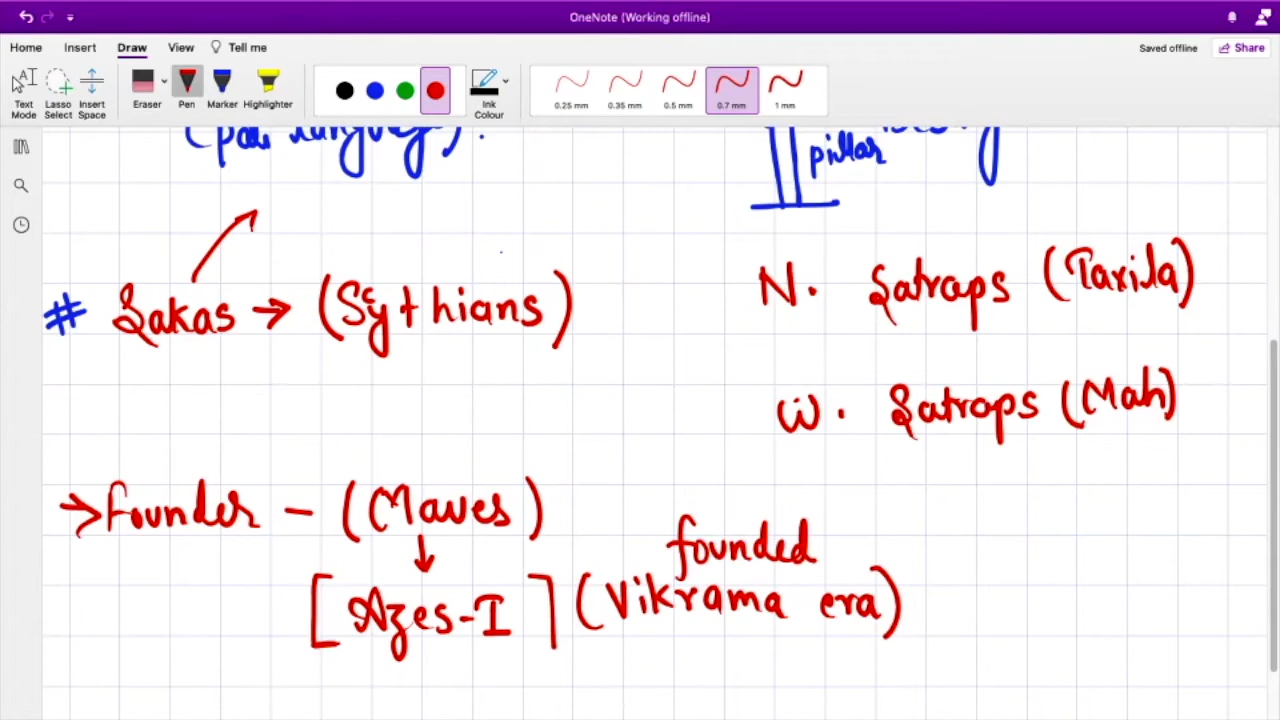 OneNote (Working offline)
Home Insert Draw View Tell me
Saved offline Share
Text Mode
Lasso Select
Insert Space
Eraser
Pen
Marker
Highlighter
Ink Colour
0.25 mm 0.35 mm 0.5 mm 0.7 mm 1 mm
language).
pillar
# Sakas → (Scythians)
N. Satraps (Taxila)
W. Satraps (Mah)
→ Founder - (Maves)
↓
[Azes-I] (Vikrama era)
founded